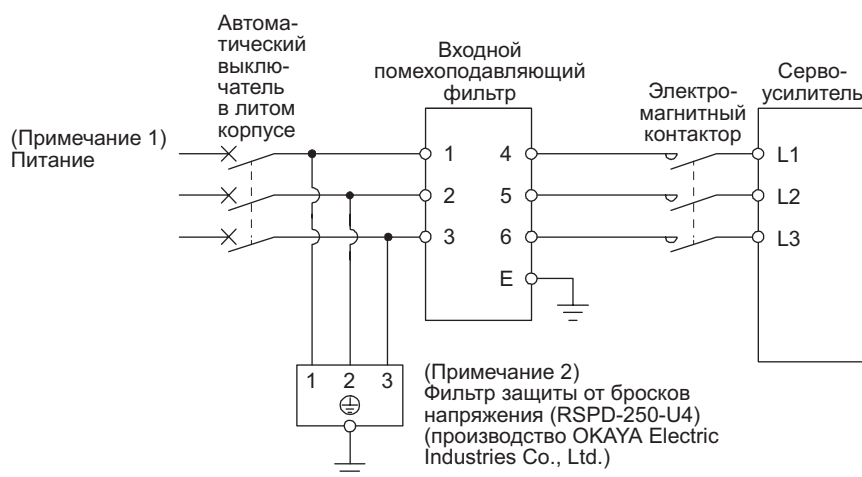 Автома-
тический
выклю-
чатель
в литом
корпусе
Входной
помехоподавляющий
фильтр
Электро-
магнитный
контактор
Серво-
усилитель
(Примечание 1)
Питание
1 4 L1
2 5 L2
3 6 L3
E
1 2 3
(Примечание 2)
Фильтр защиты от бросков
напряжения (RSPD-250-U4)
(производство OKAYA Electric
Industries Co., Ltd.)